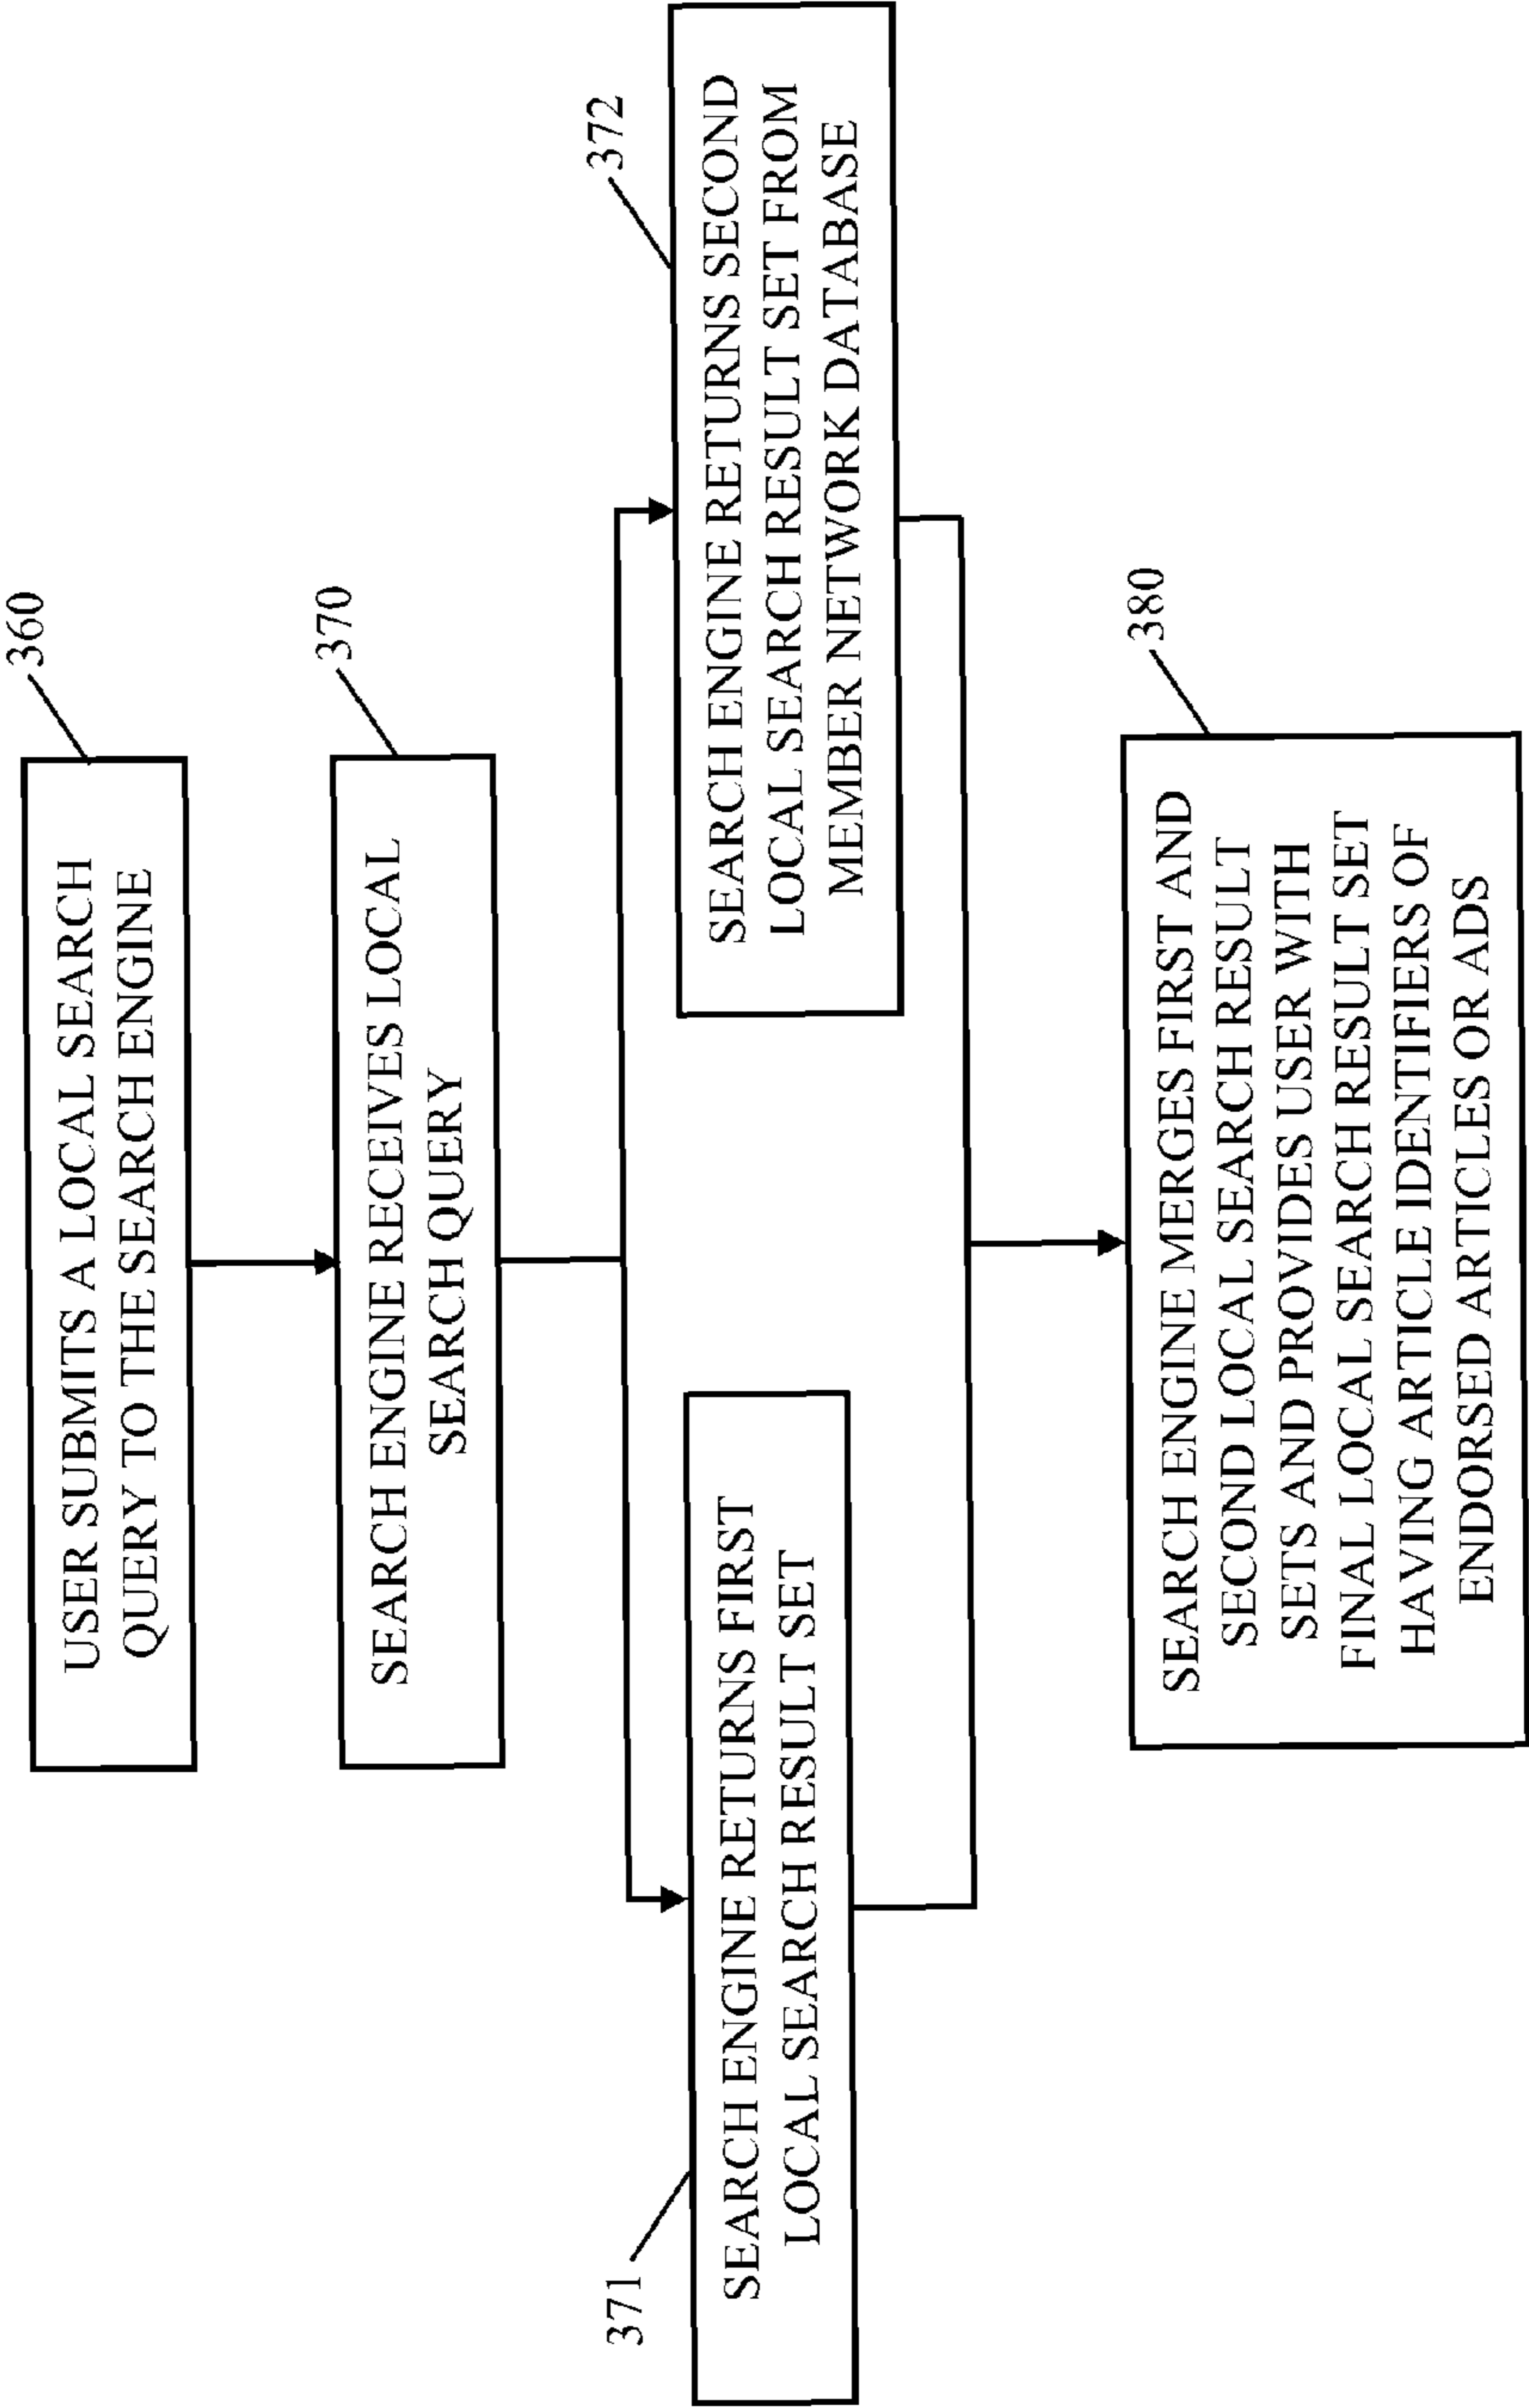 360
USER SUBMITS A LOCAL SEARCH
QUERY TO THE SEARCH ENGINE
370
SEARCH ENGINE RECEIVES LOCAL
SEARCH QUERY
371
SEARCH ENGINE RETURNS FIRST
LOCAL SEARCH RESULT SET
372
SEARCH ENGINE RETURNS SECOND
LOCAL SEARCH RESULT SET FROM
MEMBER NETWORK DATABASE
380
SEARCH ENGINE MERGES FIRST AND
SECOND LOCAL SEARCH RESULT
SETS AND PROVIDES USER WITH
FINAL LOCAL SEARCH RESULT SET
HAVING ARTICLE IDENTIFIERS OF
ENDORSED ARTICLES OR ADS